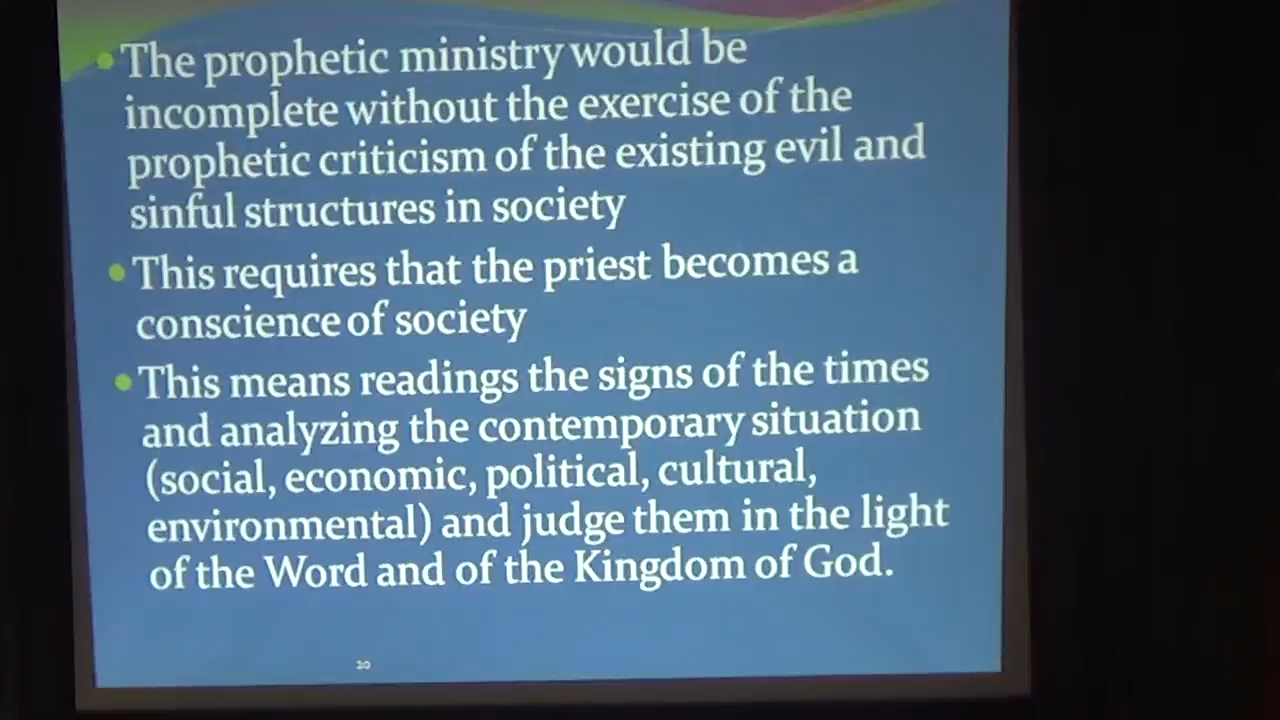 • The prophetic ministry would be
incomplete without the exercise of the
prophetic criticism of the existing evil and
sinful structures in society
• This requires that the priest becomes a
conscience of society
• This means readings the signs of the times
and analyzing the contemporary situation
(social, economic, political, cultural,
environmental) and judge them in the light
of the Word and of the Kingdom of God.
20